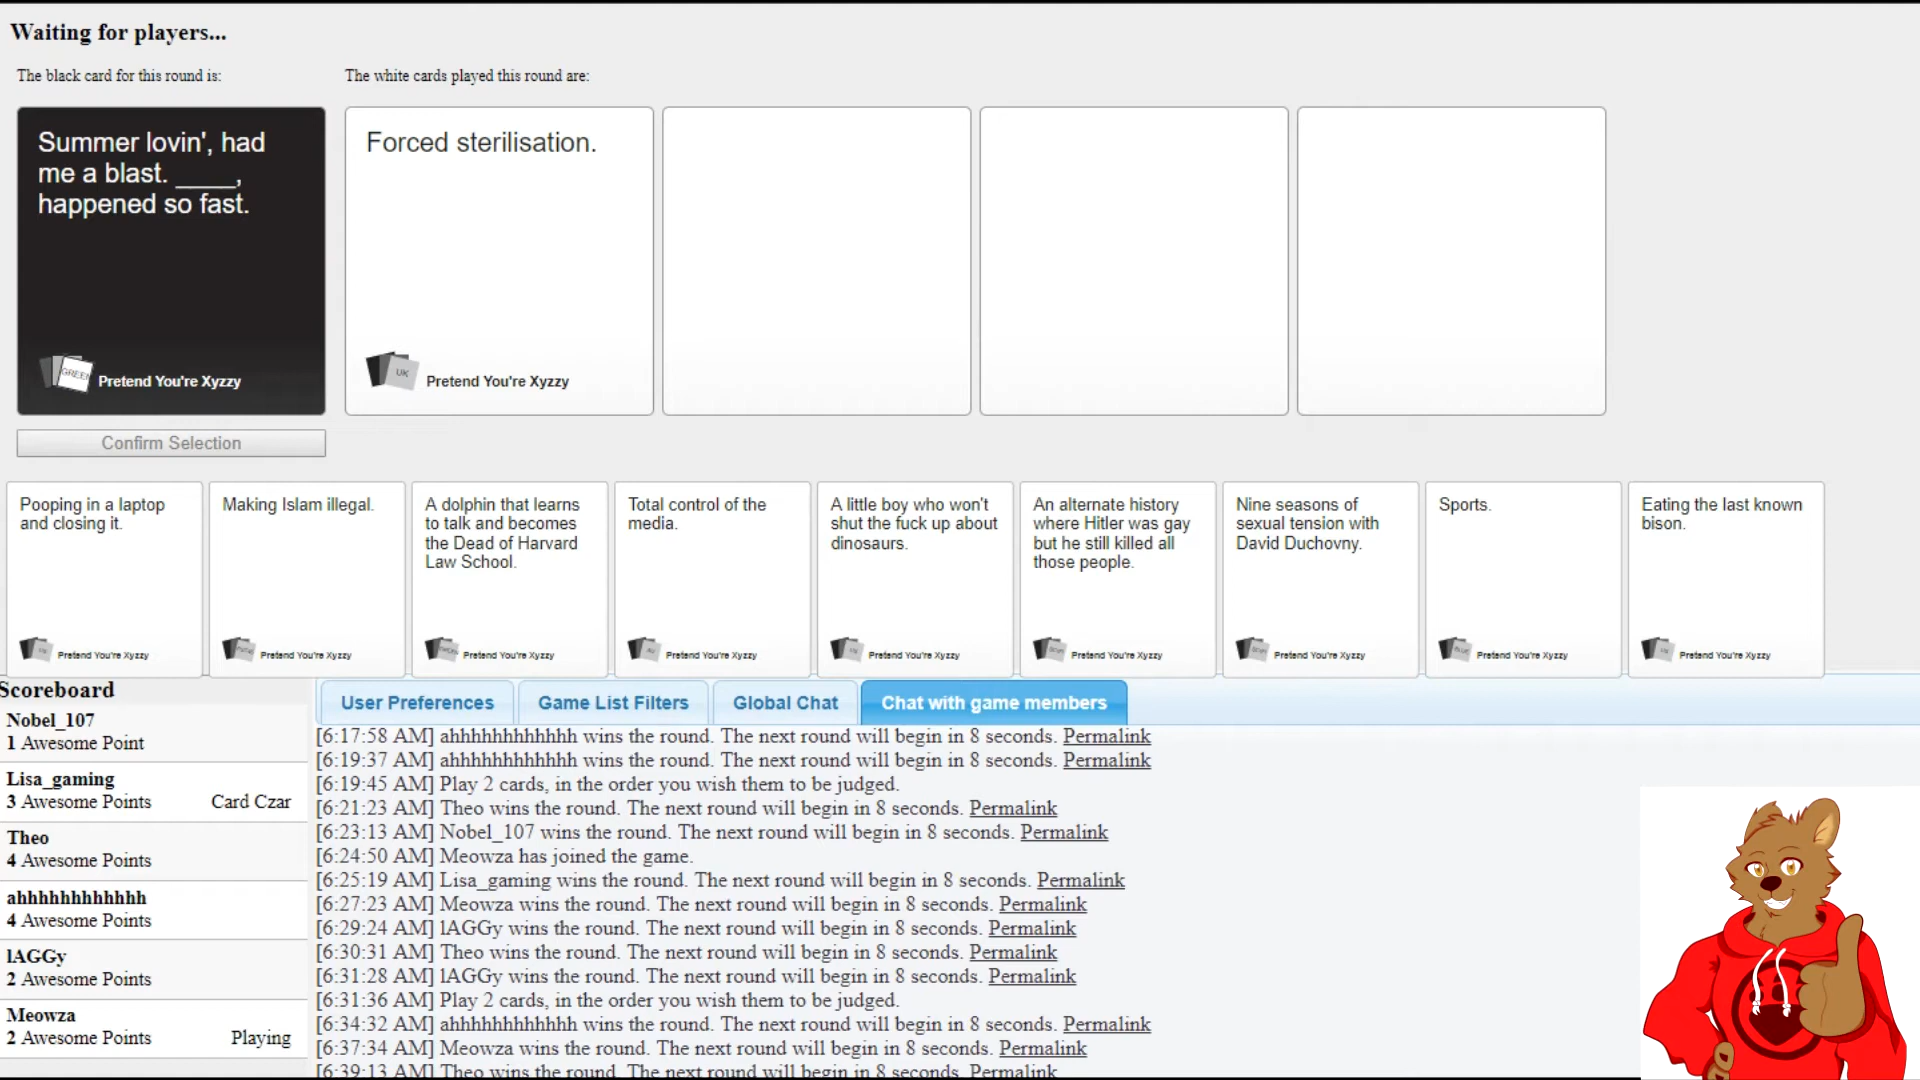 Waiting for players...
The black card for this round is:
The white cards played this round are:
Summer lovin', had
me a blast. ____,
happened so fast.
GREEN
Pretend You're Xyzzy
Forced sterilisation.
UK
Pretend You're Xyzzy
Confirm Selection
Pooping in a laptop
and closing it.
Pretend You're Xyzzy
Making Islam illegal.
Pretend You're Xyzzy
A dolphin that learns
to talk and becomes
the Dead of Harvard
Law School.
Pretend You're Xyzzy
Total control of the
media.
Pretend You're Xyzzy
A little boy who won't
shut the fuck up about
dinosaurs.
Pretend You're Xyzzy
An alternate history
where Hitler was gay
but he still killed all
those people.
Pretend You're Xyzzy
Nine seasons of
sexual tension with
David Duchovny.
Pretend You're Xyzzy
Sports.
Pretend You're Xyzzy
Eating the last known
bison.
Pretend You're Xyzzy
Scoreboard
Nobel_107
1 Awesome Point
Lisa_gaming
3 Awesome Points Card Czar
Theo
4 Awesome Points
ahhhhhhhhhhhh
4 Awesome Points
lAGGy
2 Awesome Points
Meowza
2 Awesome Points Playing
User Preferences Game List Filters Global Chat Chat with game members
[6:17:58 AM] ahhhhhhhhhhhh wins the round. The next round will begin in 8 seconds. Permalink
[6:19:37 AM] ahhhhhhhhhhhh wins the round. The next round will begin in 8 seconds. Permalink
[6:19:45 AM] Play 2 cards, in the order you wish them to be judged.
[6:21:23 AM] Theo wins the round. The next round will begin in 8 seconds. Permalink
[6:23:13 AM] Nobel_107 wins the round. The next round will begin in 8 seconds. Permalink
[6:24:50 AM] Meowza has joined the game.
[6:25:19 AM] Lisa_gaming wins the round. The next round will begin in 8 seconds. Permalink
[6:27:23 AM] Meowza wins the round. The next round will begin in 8 seconds. Permalink
[6:29:24 AM] lAGGy wins the round. The next round will begin in 8 seconds. Permalink
[6:30:31 AM] Theo wins the round. The next round will begin in 8 seconds. Permalink
[6:31:28 AM] lAGGy wins the round. The next round will begin in 8 seconds. Permalink
[6:31:36 AM] Play 2 cards, in the order you wish them to be judged.
[6:34:32 AM] ahhhhhhhhhhhh wins the round. The next round will begin in 8 seconds. Permalink
[6:37:34 AM] Meowza wins the round. The next round will begin in 8 seconds. Permalink
[6:39:13 AM] Theo wins the round. The next round will begin in 8 seconds. Permalink